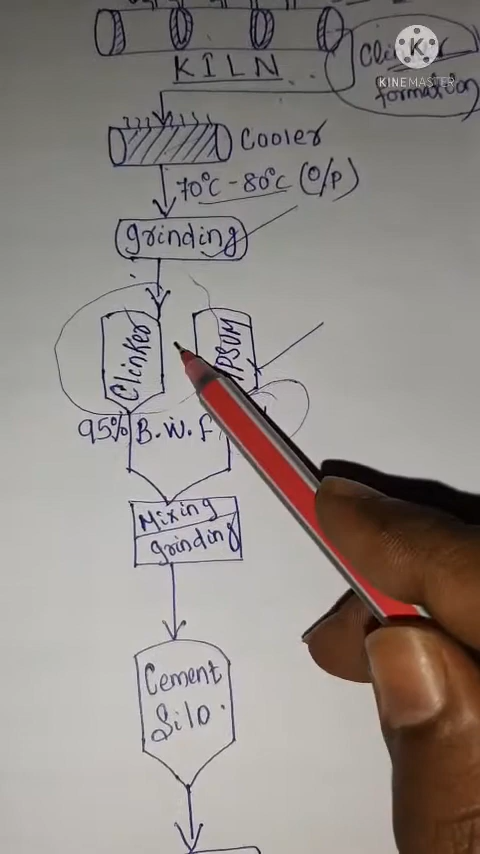 KILN
Clinker
formation
K
KINEMASTER
Cooler
70°C - 80°C (O/P)
grinding
Clinker
PSUM
95% B.W.F
Mixing
grinding
Cement
Silo